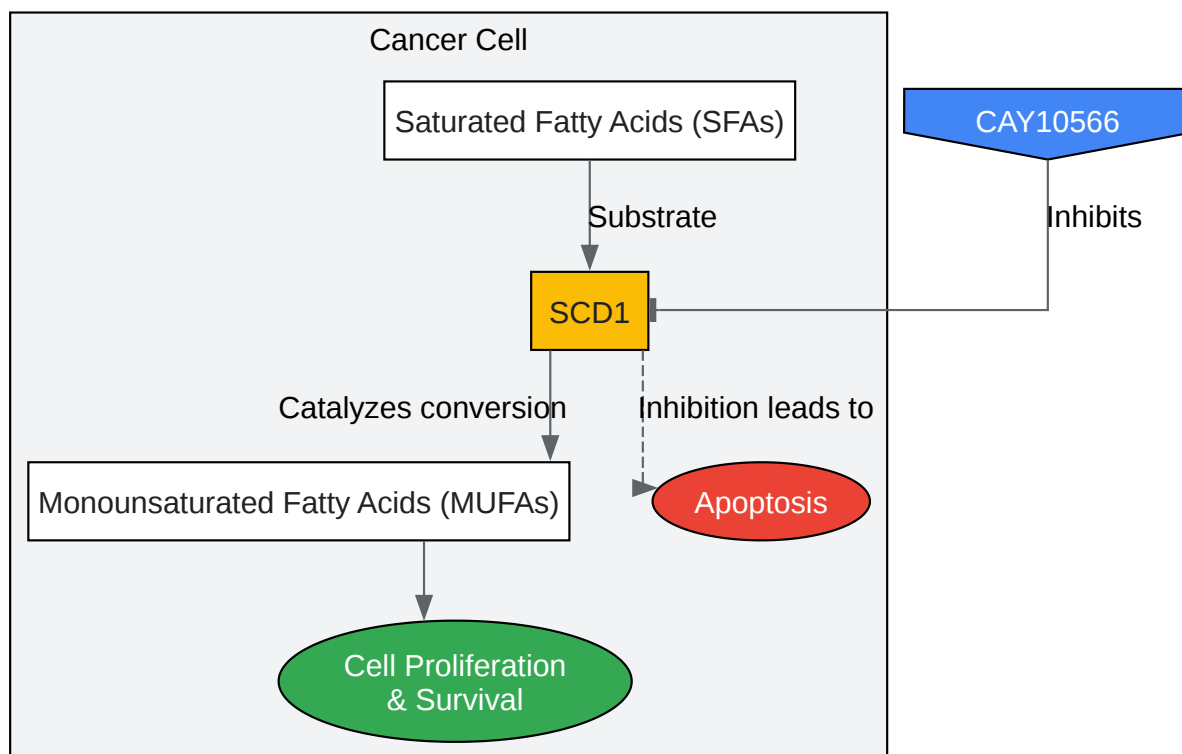 Cancer Cell
Saturated Fatty Acids (SFAs)
CAY10566
Substrate
Inhibits
SCD1
Catalyzes conversion
Inhibition leads to
Monounsaturated Fatty Acids (MUFAs)
Apoptosis
Cell Proliferation
& Survival